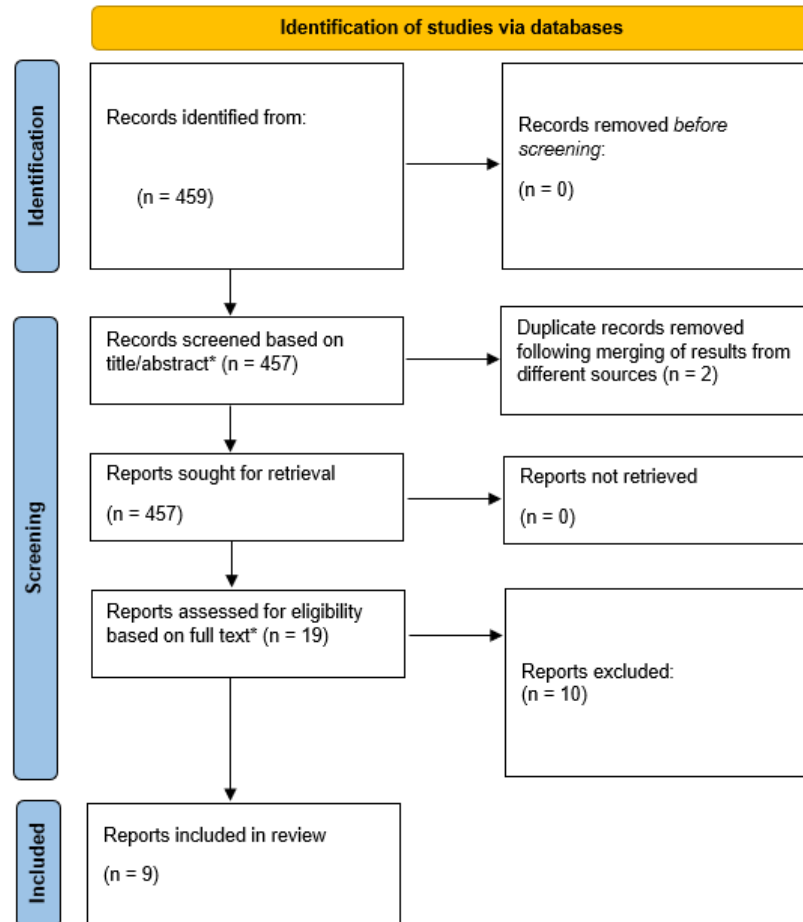 Identification of studies via databases
Identification
Records identified from:
(n = 459)
Records removed before
screening:
(n = 0)
Screening
Records screened based on
title/abstract* (n = 457)
Duplicate records removed
following merging of results from
different sources (n = 2)
Reports sought for retrieval
(n = 457)
Reports not retrieved
(n = 0)
Reports assessed for eligibility
based on full text* (n = 19)
Reports excluded:
(n = 10)
Included
Reports included in review
(n = 9)